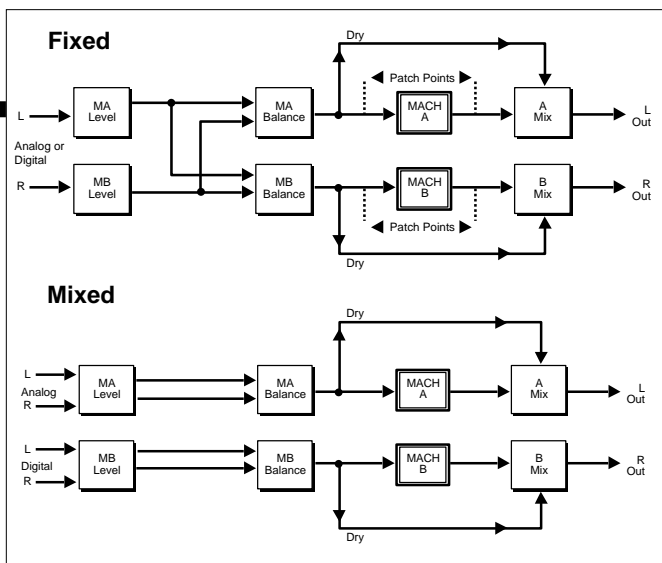 Fixed
Dry
Patch Points
L
MA
Level
MA
Balance
MACH
A
A
Mix
L
Out
Analog or
Digital
R
MB
Level
MB
Balance
MACH
B
B
Mix
R
Out
Patch Points
Dry
Mixed
Dry
L
Analog
R
MA
Level
MA
Balance
MACH
A
A
Mix
L
Out
L
Digital
R
MB
Level
MB
Balance
MACH
B
B
Mix
R
Out
Dry